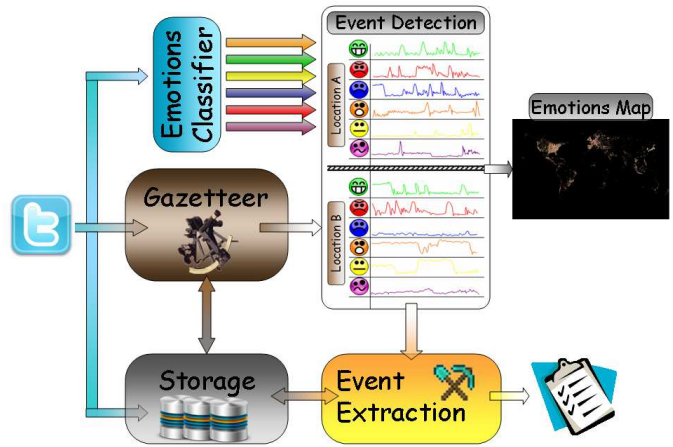 Event Detection
Emotions
Classifier
Location A
Emotions Map
Gazetteer
Location B
Storage
Event
Extraction